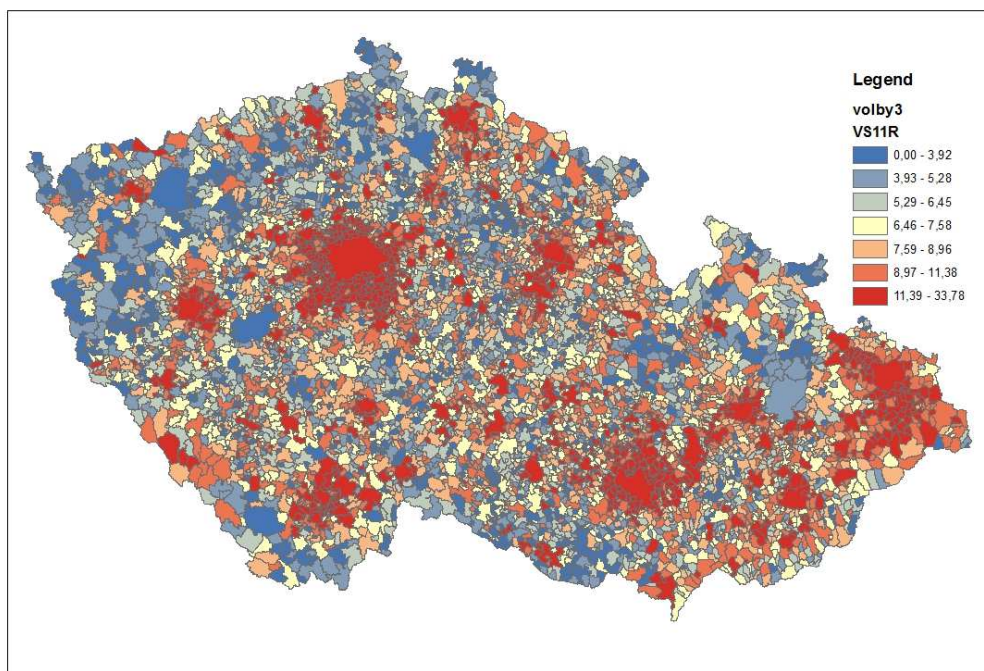 Legend
volby3
VS11R
0,00 - 3,92
3,93 - 5,28
5,29 - 6,45
6,46 - 7,58
7,59 - 8,96
8,97 - 11,38
11,39 - 33,78